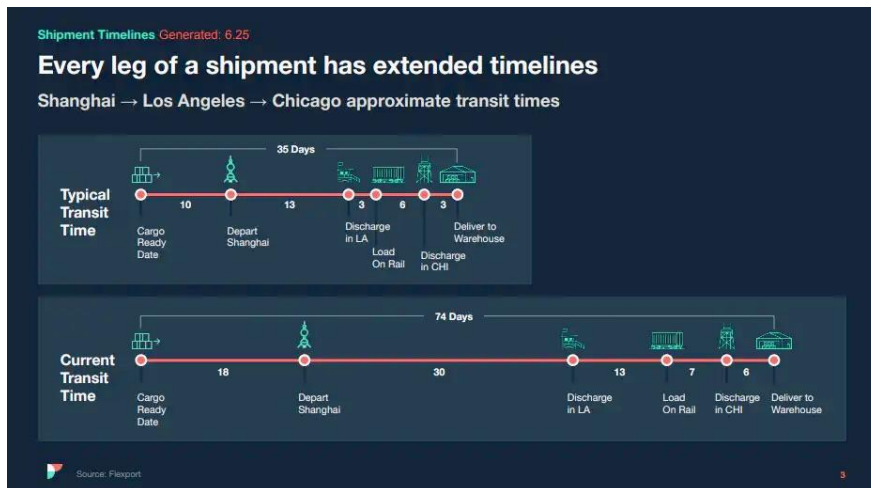 Shipment Timelines Generated: 6.25
Every leg of a shipment has extended timelines
Shanghai → Los Angeles → Chicago approximate transit times
35 Days
Typical
Transit
Time
10
13
3
6
3
Cargo
Ready
Date
Depart
Shanghai
Discharge
in LA
Load
On Rail
Discharge
in CHI
Deliver to
Warehouse
74 Days
Current
Transit
Time
18
30
13
7
6
Cargo
Ready
Date
Depart
Shanghai
Discharge
in LA
Load
On Rail
Discharge
in CHI
Deliver to
Warehouse
Source: Flexport
3